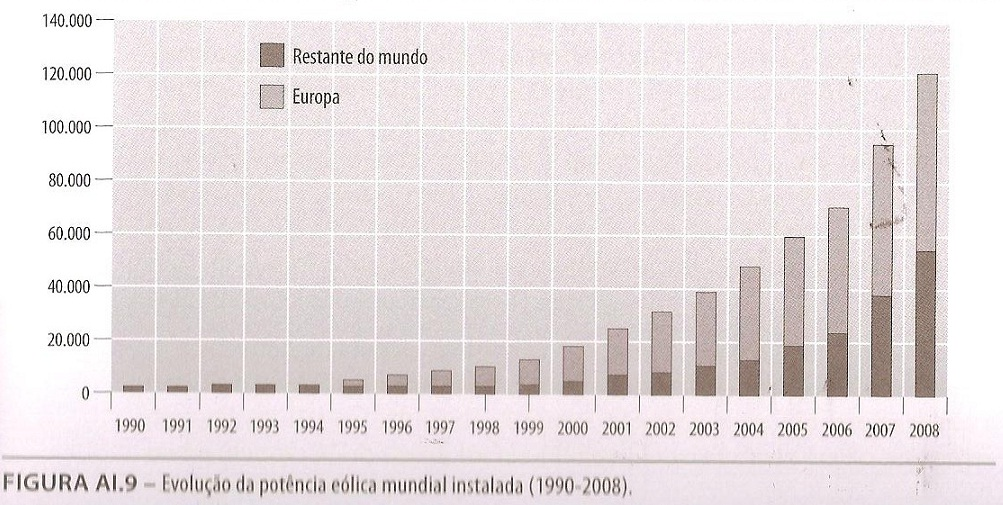 140.000
120.000
100.000
80.000
60.000
40.000
20.000
0
Restante do mundo
Europa
1990 1991 1992 1993 1994 1995 1996 1997 1998 1999 2000 2001 2002 2003 2004 2005 2006 2007 2008
FIGURA AI.9 – Evolução da potência eólica mundial instalada (1990-2008).